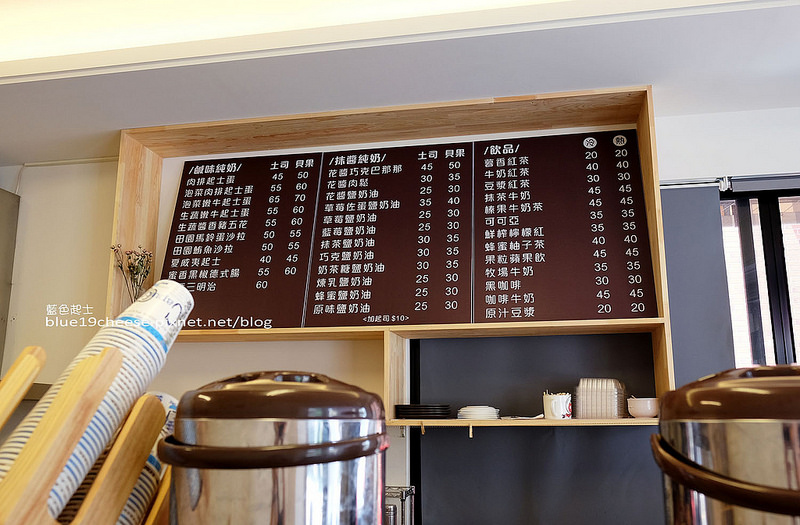 /鹹味純奶/ 土司 貝果
肉排起士蛋 45 50
泡菜肉排起士蛋 55 60
泡菜嫩牛起士蛋 65 70
生蔬嫩牛起士蛋 55 60
生蔬醬香豬五花 55 60
田園馬鈴蛋沙拉 50 55
田園鮪魚沙拉 50 55
夏威夷起士 40 45
蜜香黑椒德式腸 55 60
三明治 60
/抹醬純奶/ 土司 貝果
花醬巧克巴那那 45 50
花醬肉鬆 30 35
花醬鹽奶油 25 30
草莓佐蛋鹽奶油 35 40
草莓鹽奶油 25 30
藍莓鹽奶油 25 30
抹茶鹽奶油 30 35
巧克鹽奶油 30 35
奶茶糖鹽奶油 30 35
煉乳鹽奶油 25 30
蜂蜜鹽奶油 25 30
原味鹽奶油 25 30
<加起司 $10>
/飲品/ 冷 熱
蕾香紅茶 20 20
牛奶紅茶 40 40
豆漿紅茶 30 30
抹茶牛奶 45 45
榛果牛奶茶 45 45
可可亞 35 35
鮮榨檸檬紅 35 35
蜂蜜柚子茶 40 40
果粒蘋果飲 35 35
牧場牛奶 35 35
黑咖啡 30 30
咖啡牛奶 45 45
原汁豆漿 20 20
藍色起士
blue19cheese.pixnet.net/blog